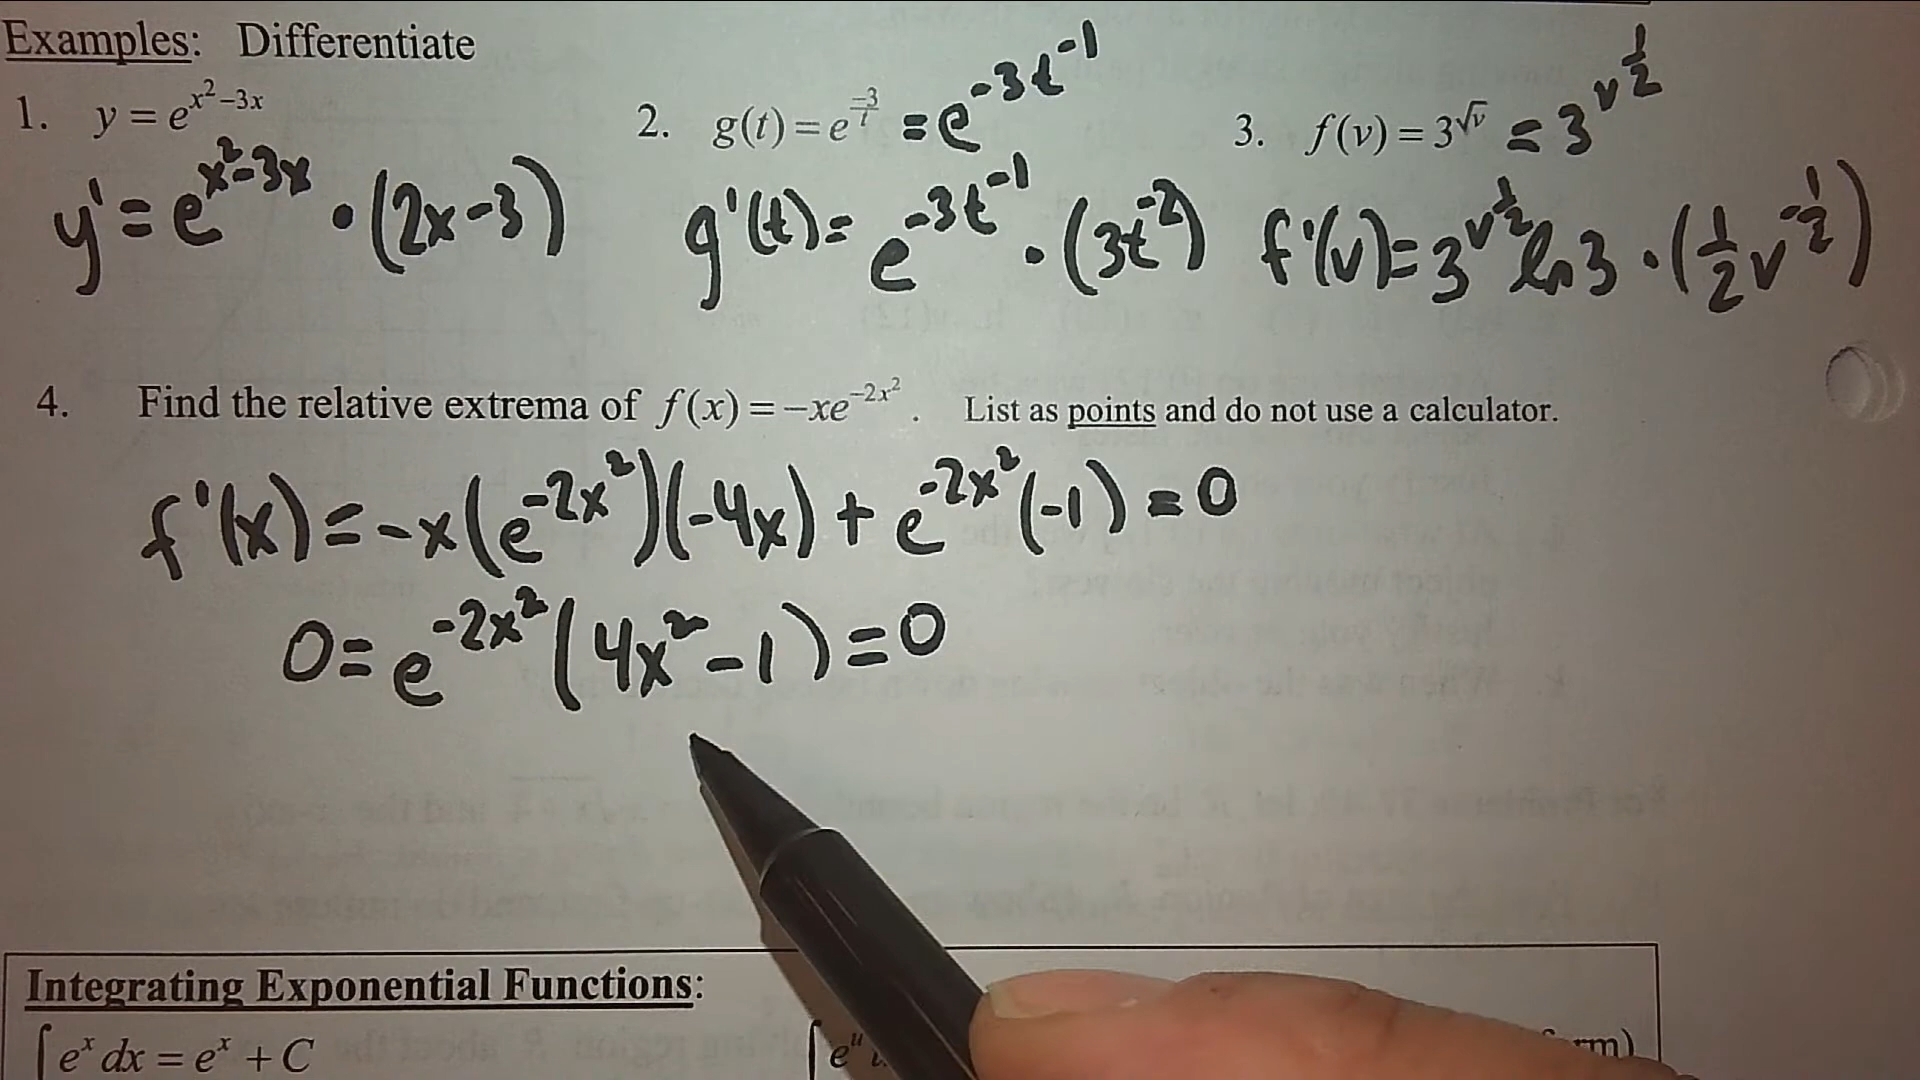 Examples: Differentiate
1. y = e^{x²−3x}
2. g(t) = e^{−3/t} = e^{-3t^{-1}}
3. f(v) = 3^{√v} = 3^{v^{1/2}}
y' = e^{x²-3x} · (2x-3)
g'(t) = e^{-3t^{-1}} · (3t^{-2})
f'(v) = 3^{v^{1/2}} ln 3 · (1/2 v^{-1/2})
4. Find the relative extrema of f(x) = −xe^{−2x²}. List as points and do not use a calculator.
f'(x) = -x(e^{-2x²})(-4x) + e^{-2x²}(-1) = 0
0 = e^{-2x²}(4x²-1) = 0
Integrating Exponential Functions:
∫e^x dx = e^x + C
∫e^u